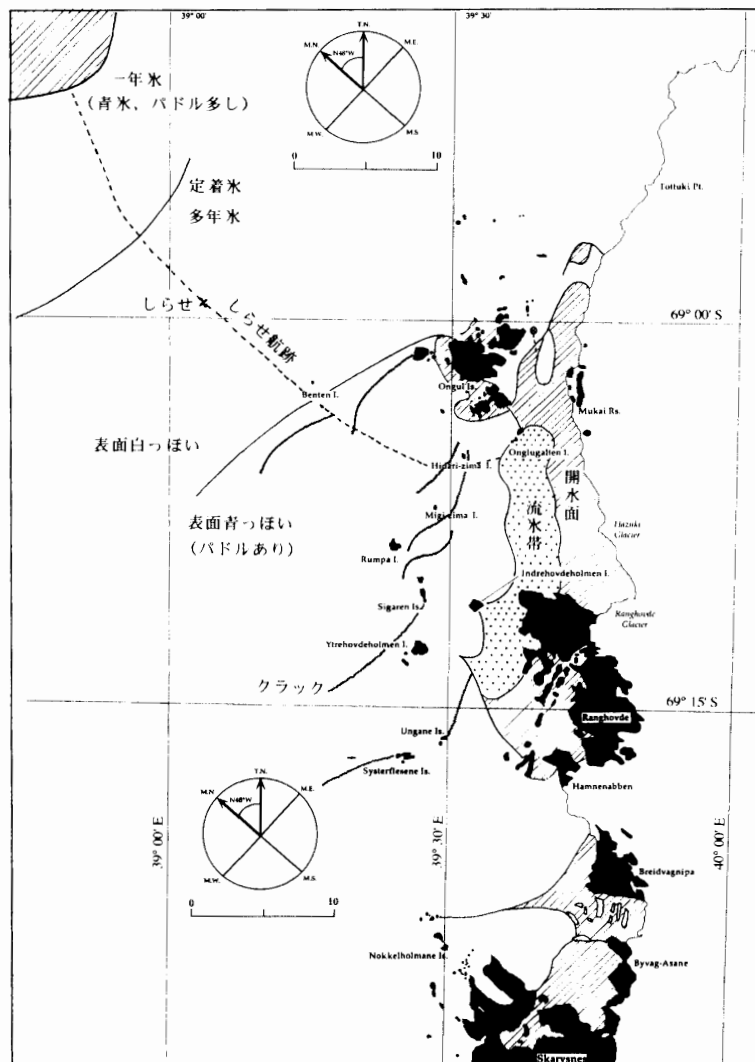 39° 00'
39° 30'
T.N.
M.N.
N48°W
M.E.
M.W.
M.S.
0
10
一年氷
(青氷、パドル多し)
定着氷
多年氷
Tottuki Pt.
しらせ
しらせ航跡
69° 00' S
Ongul Is.
Benten I.
Mukai Rs.
表面白っぽい
Hidari-zima I.
Onglugalten I.
開水面
流氷帯
表面青っぽい
(パドルあり)
Migi-zima I.
Hazuki
Glacier
Rumpa I.
Indrehovdeholmen I.
Sigaren Is.
Ranghovde
Glacier
Ytrehovdeholmen I.
クラック
69° 15' S
Ranghovde
Ungane Is.
Systerflesene Is.
Hamnenabben
T.N.
M.N.
N48°W
M.E.
M.W.
M.S.
39° 00' E
39° 30' E
40° 00' E
0
10
Breidvagnipa
Nokkelholmane Is.
Byvag-Asane
Skarvsnes